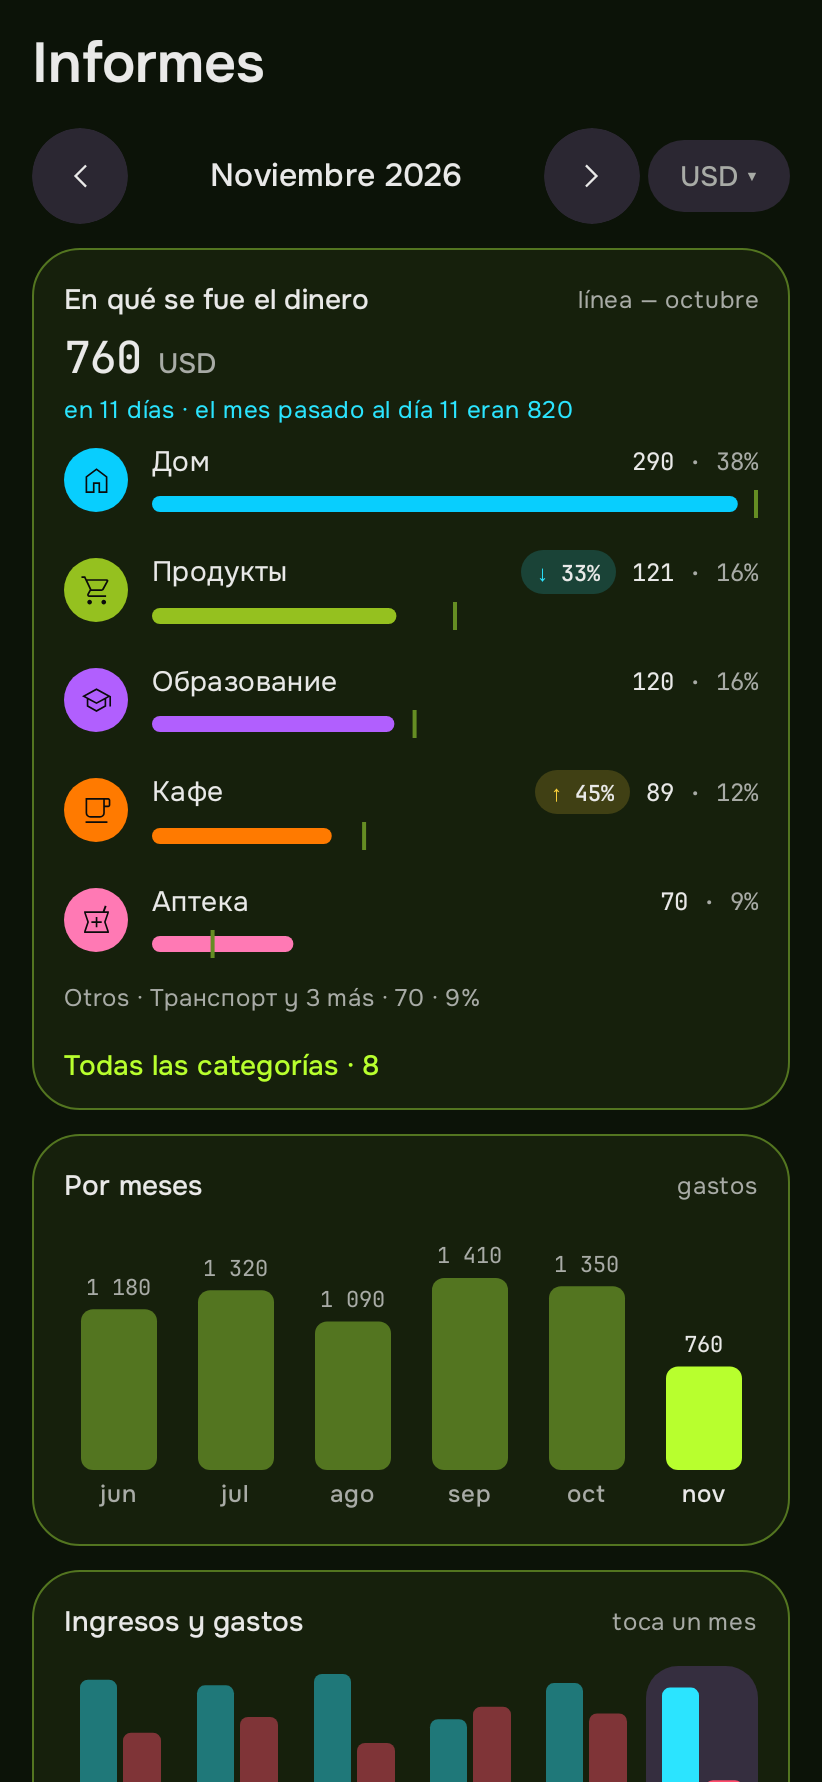 Informes
Noviembre 2026
USD ▾
En qué se fue el dinero
línea — octubre
760 USD
en 11 días · el mes pasado al día 11 eran 820
Дом
290 · 38%
Продукты
↓ 33% 121 · 16%
Образование
120 · 16%
Кафе
↑ 45% 89 · 12%
Аптека
70 · 9%
Otros · Транспорт y 3 más · 70 · 9%
Todas las categorías · 8
Por meses
gastos
1 180
1 320
1 090
1 410
1 350
760
jun
jul
ago
sep
oct
nov
Ingresos y gastos
toca un mes